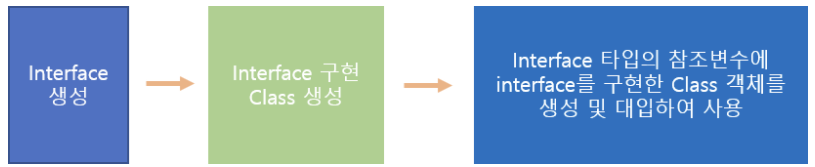 Interface
생성
Interface 구현
Class 생성
Interface 타입의 참조변수에
interface를 구현한 Class 객체를
생성 및 대입하여 사용